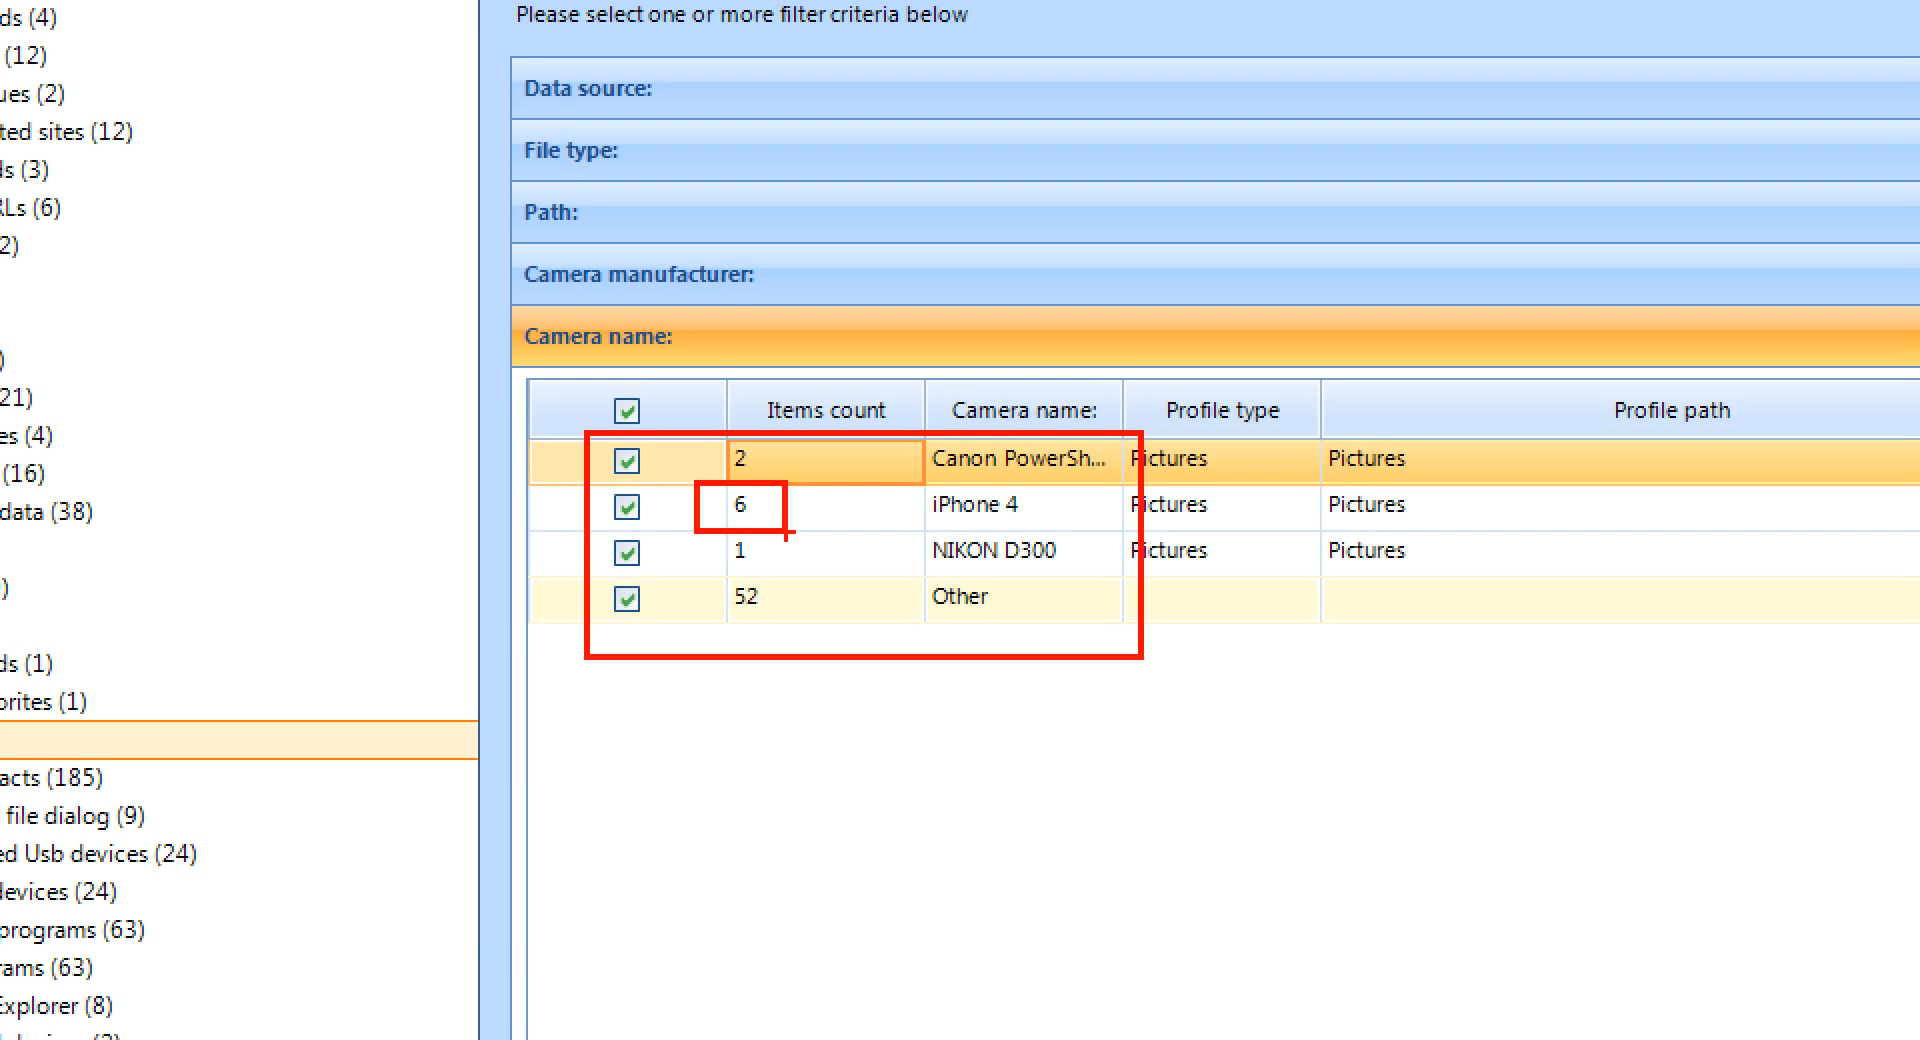 ds (4)
(12)
ues (2)
ted sites (12)
ds (3)
RLs (6)
2)
)
21)
es (4)
(16)
data (38)
)
ds (1)
orites (1)
acts (185)
file dialog (9)
ed Usb devices (24)
devices (24)
programs (63)
rams (63)
Explorer (8)
Please select one or more filter criteria below
Data source:
File type:
Path:
Camera manufacturer:
Camera name:
Items count Camera name: Profile type Profile path
2 Canon PowerSh... Pictures Pictures
6 iPhone 4 Pictures Pictures
1 NIKON D300 Pictures Pictures
52 Other